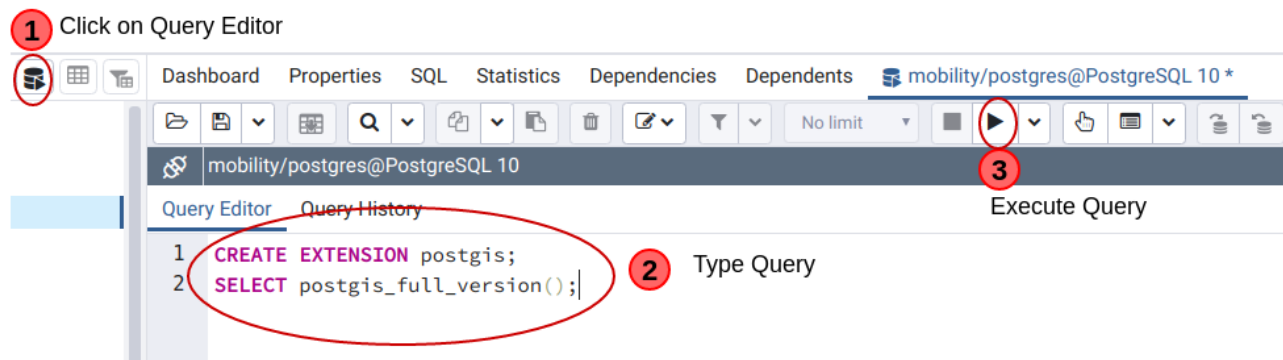 1 Click on Query Editor
Dashboard Properties SQL Statistics Dependencies Dependents mobility/postgres@PostgreSQL 10 *
No limit
mobility/postgres@PostgreSQL 10
3
Query Editor Query History
Execute Query
1 CREATE EXTENSION postgis;
2 SELECT postgis_full_version();
2 Type Query